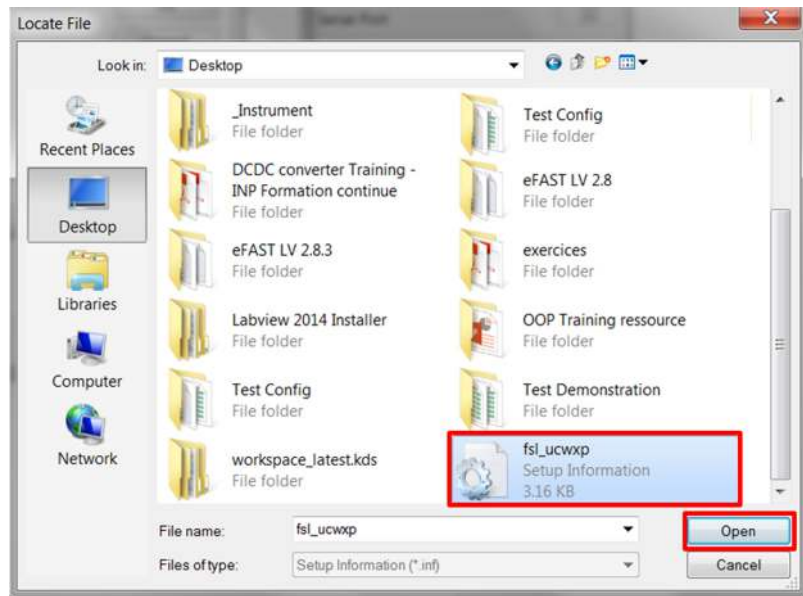 Locate File
Look in:
Desktop
Recent Places
Desktop
Libraries
Computer
Network
_Instrument
File folder
Test Config
File folder
DCDC converter Training -
INP Formation continue
File folder
eFAST LV 2.8
File folder
eFAST LV 2.8.3
File folder
exercices
File folder
Labview 2014 Installer
File folder
OOP Training ressource
File folder
Test Config
File folder
Test Demonstration
File folder
workspace_latest.kds
File folder
fsl_ucwxp
Setup Information
3.16 KB
File name:
fsl_ucwxp
Open
Files of type:
Setup Information (*.inf)
Cancel